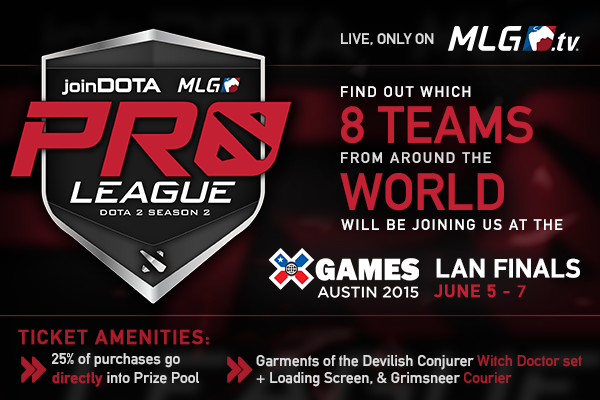 LIVE, ONLY ON MLG.tv
joinDOTA MLG
PRO
LEAGUE
DOTA 2 SEASON 2
FIND OUT WHICH
8 TEAMS
FROM AROUND THE
WORLD
WILL BE JOINING US AT THE
X GAMES
AUSTIN 2015
LAN FINALS
JUNE 5 - 7
TICKET AMENITIES:
25% of purchases go
directly into Prize Pool
Garments of the Devilish Conjurer Witch Doctor set
+ Loading Screen, & Grimsneer Courier